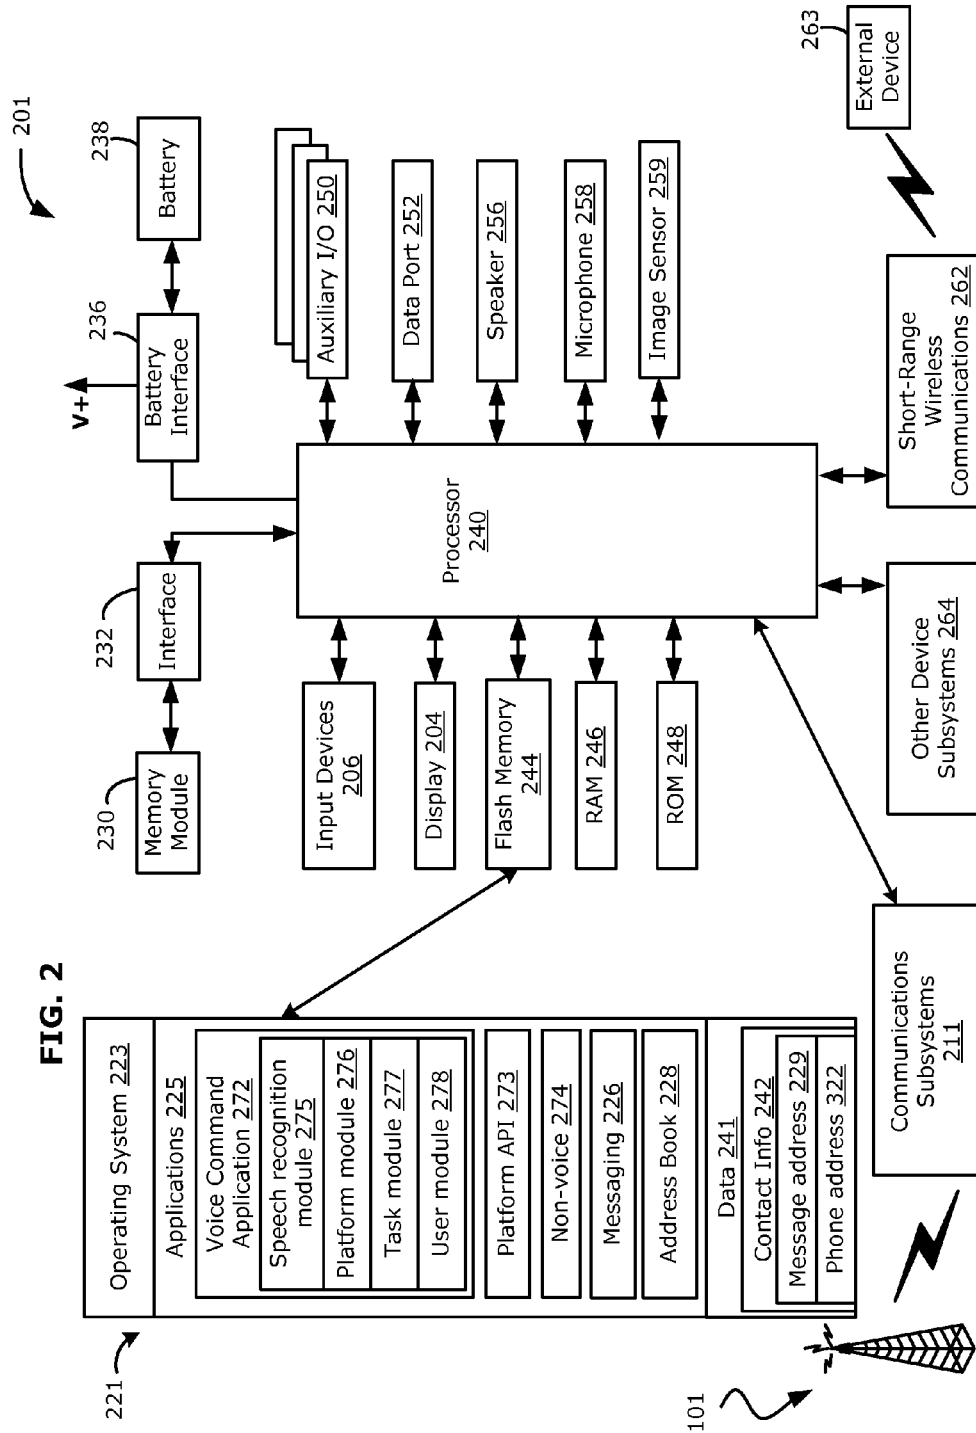 FIG. 2
201
221
Operating System 223
Applications 225
Voice Command
Application 272
Speech recognition
module 275
Platform module 276
Task module 277
User module 278
Platform API 273
Non-voice 274
Messaging 226
Address Book 228
Data 241
Contact Info 242
Message address 229
Phone address 322
101
230
Memory
Module
232
Interface
V+
236
Battery
Interface
238
Battery
Input Devices
206
Display 204
Flash Memory
244
RAM 246
ROM 248
Processor
240
Auxiliary I/O 250
Data Port 252
Speaker 256
Microphone 258
Image Sensor 259
Communications
Subsystems
211
Other Device
Subsystems 264
Short-Range
Wireless
Communications 262
263
External
Device